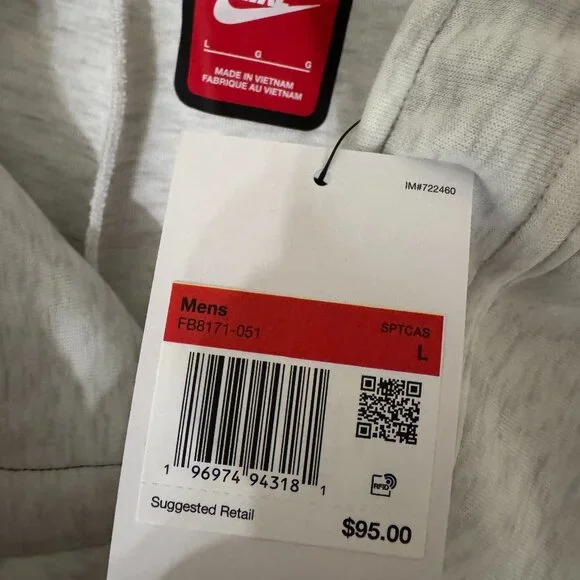 L G G
MADE IN VIETNAM
FABRIQUE AU VIETNAM
IM#722460
Mens
FB8171-051
SPTCAS
L
1 96974 94318 1
RFID
Suggested Retail
$95.00